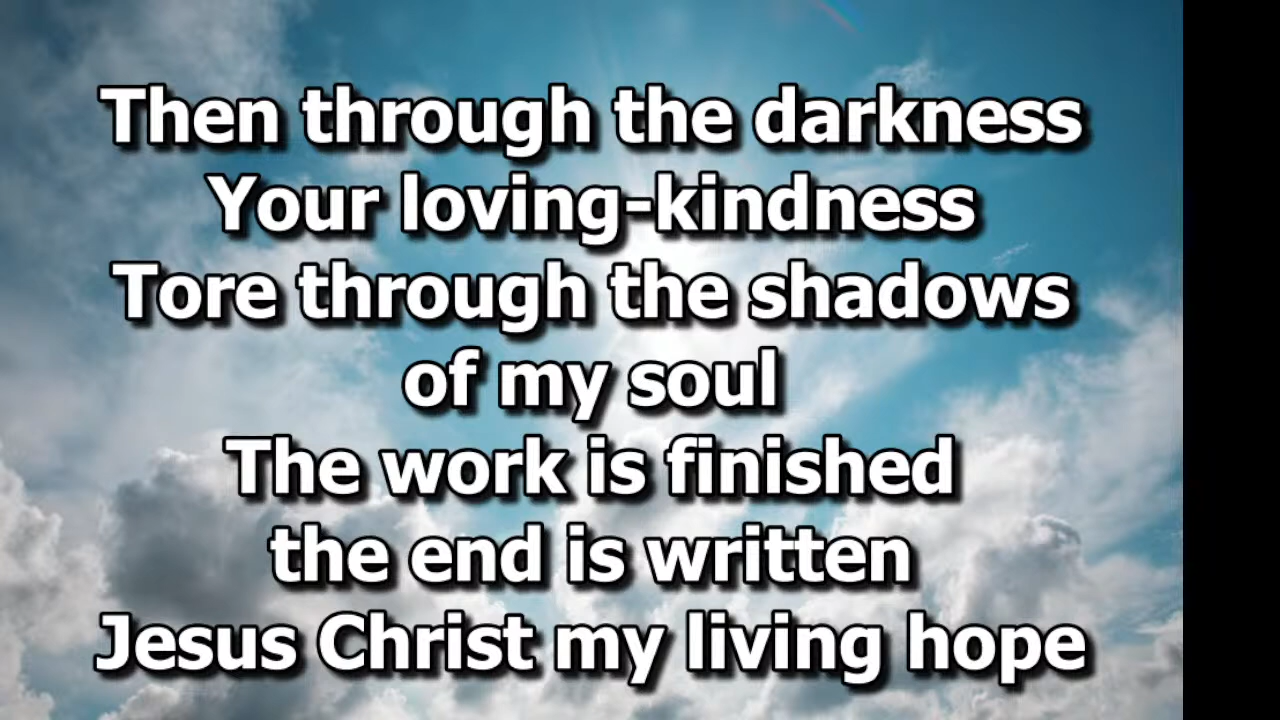 Then through the darkness
Your loving-kindness
Tore through the shadows
of my soul
The work is finished
the end is written
Jesus Christ my living hope